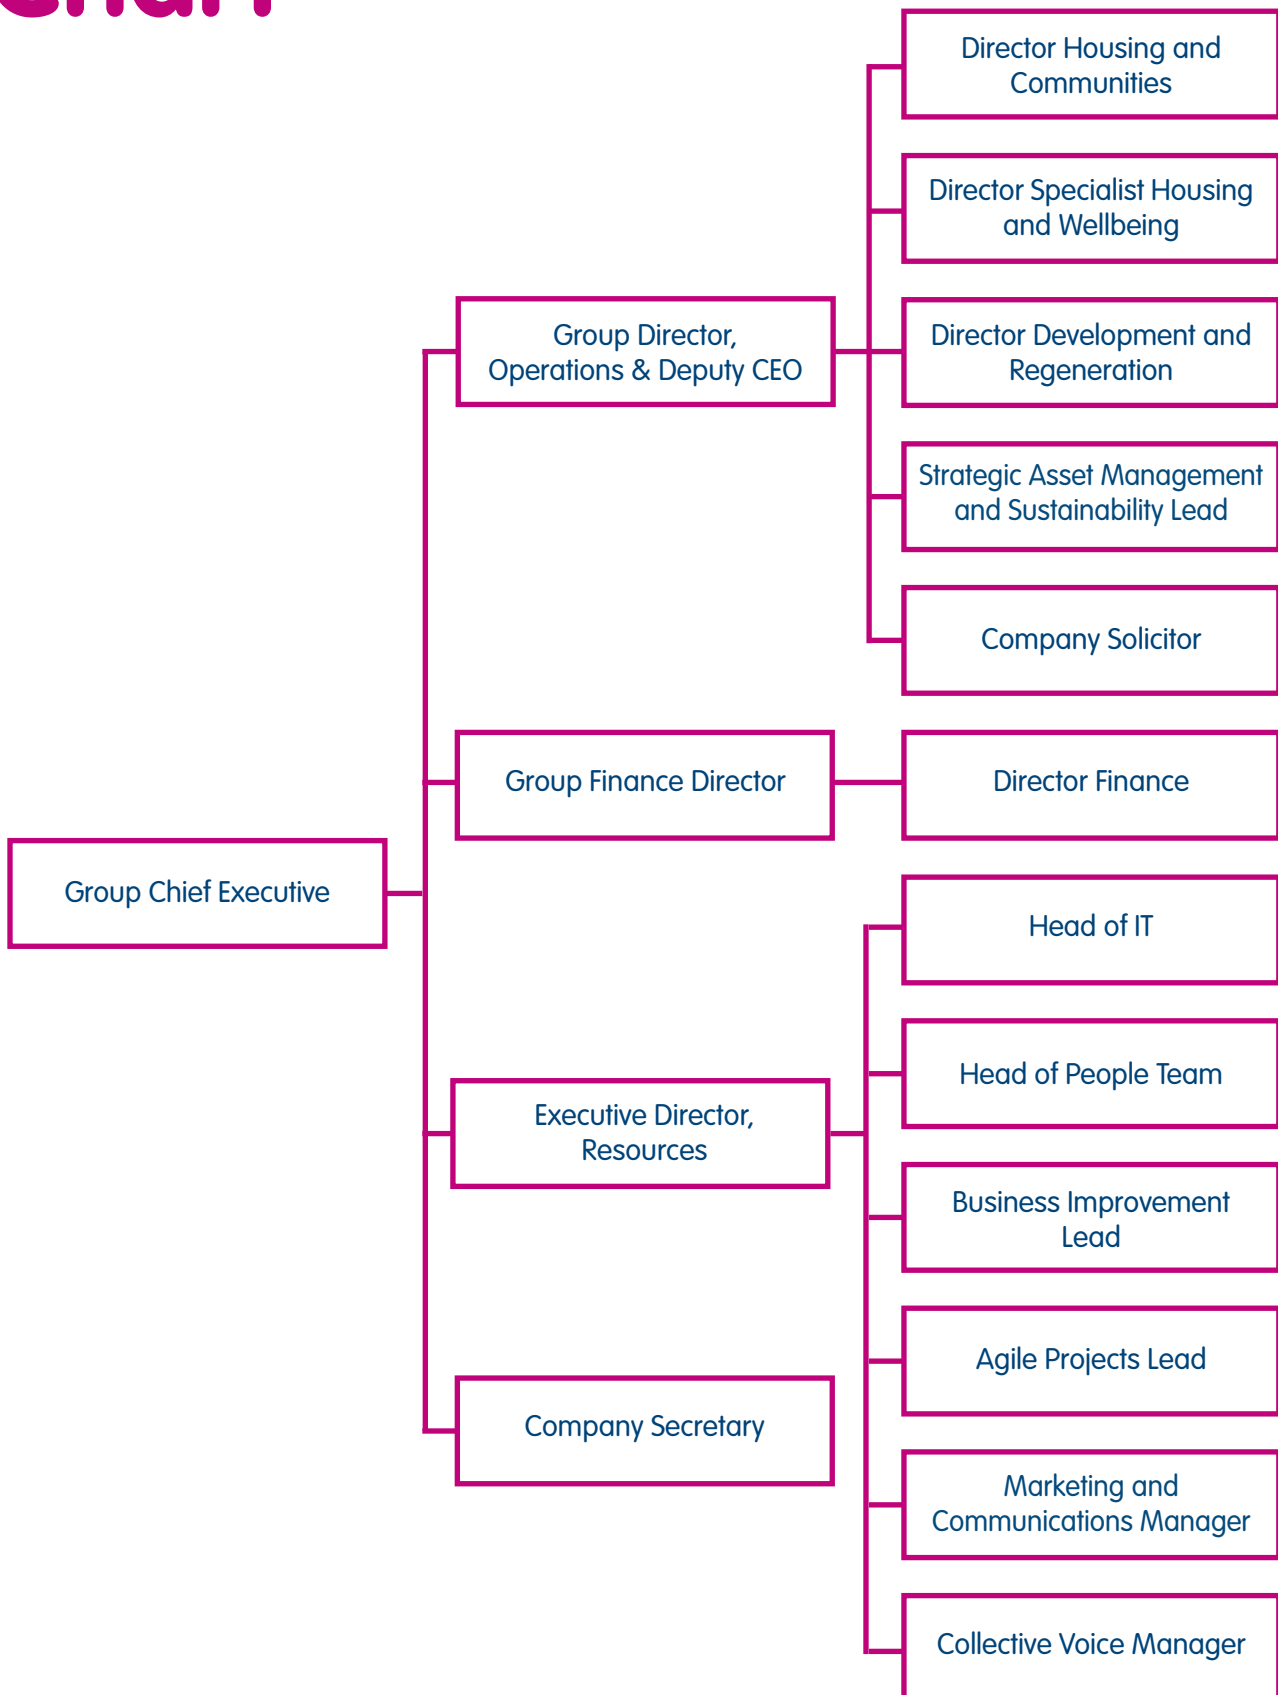 Director Housing and
Communities
Director Specialist Housing
and Wellbeing
Group Director,
Operations & Deputy CEO
Director Development and
Regeneration
Strategic Asset Management
and Sustainability Lead
Company Solicitor
Group Finance Director
Director Finance
Group Chief Executive
Head of IT
Head of People Team
Executive Director,
Resources
Business Improvement
Lead
Agile Projects Lead
Company Secretary
Marketing and
Communications Manager
Collective Voice Manager